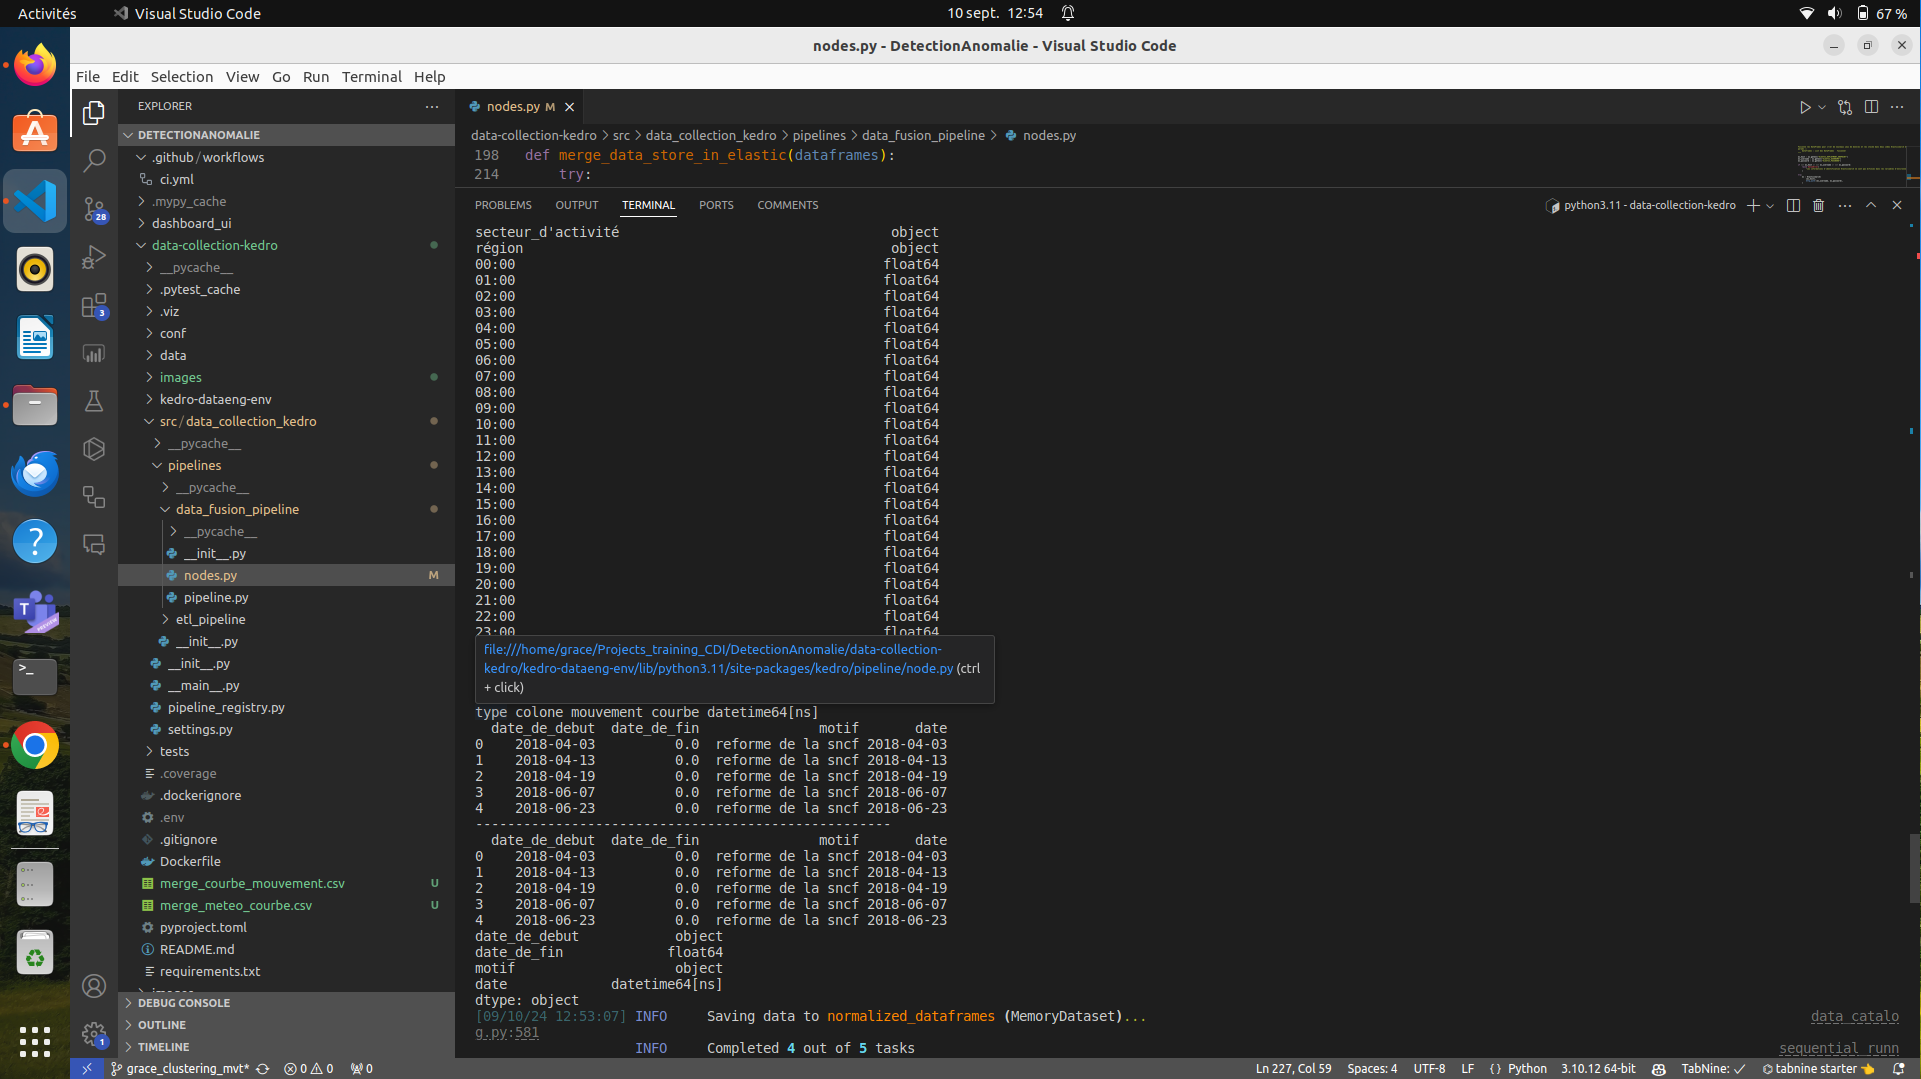 Activités
Visual Studio Code
10 sept.  12:54
67 %
nodes.py - DetectionAnomalie - Visual Studio Code
File Edit Selection View Go Run Terminal Help
EXPLORER
DETECTIONANOMALIE
.github/workflows
ci.yml
.mypy_cache
dashboard_ui
data-collection-kedro
__pycache__
.pytest_cache
.viz
conf
data
images
kedro-dataeng-env
src/data_collection_kedro
__pycache__
pipelines
__pycache__
data_fusion_pipeline
__pycache__
__init__.py
nodes.py M
pipeline.py
etl_pipeline
__init__.py
__init__.py
__main__.py
pipeline_registry.py
settings.py
tests
.coverage
.dockerignore
.env
.gitignore
Dockerfile
merge_courbe_mouvement.csv U
merge_meteo_courbe.csv U
pyproject.toml
README.md
requirements.txt
DEBUG CONSOLE
OUTLINE
TIMELINE
28
3
1
nodes.py M
data-collection-kedro > src > data_collection_kedro > pipelines > data_fusion_pipeline > nodes.py
198 def merge_data_store_in_elastic(dataframes):
214 try:
PROBLEMS OUTPUT TERMINAL PORTS COMMENTS
python3.11 - data-collection-kedro
secteur_d'activité object
région object
00:00 float64
01:00 float64
02:00 float64
03:00 float64
04:00 float64
05:00 float64
06:00 float64
07:00 float64
08:00 float64
09:00 float64
10:00 float64
11:00 float64
12:00 float64
13:00 float64
14:00 float64
15:00 float64
16:00 float64
17:00 float64
18:00 float64
19:00 float64
20:00 float64
21:00 float64
22:00 float64
23:00 float64
file:///home/grace/Projects_training_CDI/DetectionAnomalie/data-collection-
kedro/kedro-dataeng-env/lib/python3.11/site-packages/kedro/pipeline/node.py (ctrl
+ click)
type colone mouvement courbe datetime64[ns]
date_de_debut date_de_fin motif date
0 2018-04-03 0.0 reforme de la sncf 2018-04-03
1 2018-04-13 0.0 reforme de la sncf 2018-04-13
2 2018-04-19 0.0 reforme de la sncf 2018-04-19
3 2018-06-07 0.0 reforme de la sncf 2018-06-07
4 2018-06-23 0.0 reforme de la sncf 2018-06-23
----------------------------------------------------
date_de_debut date_de_fin motif date
0 2018-04-03 0.0 reforme de la sncf 2018-04-03
1 2018-04-13 0.0 reforme de la sncf 2018-04-13
2 2018-04-19 0.0 reforme de la sncf 2018-04-19
3 2018-06-07 0.0 reforme de la sncf 2018-06-07
4 2018-06-23 0.0 reforme de la sncf 2018-06-23
date_de_debut object
date_de_fin float64
motif object
date datetime64[ns]
dtype: object
[09/10/24 12:53:07] INFO Saving data to normalized_dataframes (MemoryDataset)... data_catalo
g.py:581
INFO Completed 4 out of 5 tasks sequential_runn
grace_clustering_mvt* 0 0 0
Ln 227, Col 59 Spaces: 4 UTF-8 LF Python 3.10.12 64-bit TabNine: tabnine starter